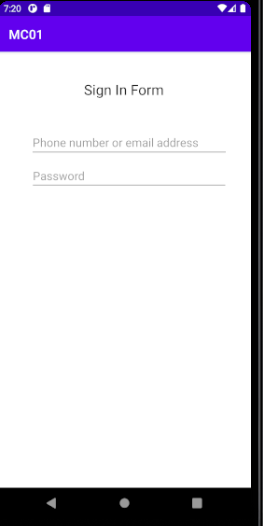 7:20
MC01
Sign In Form
Phone number or email address
Password